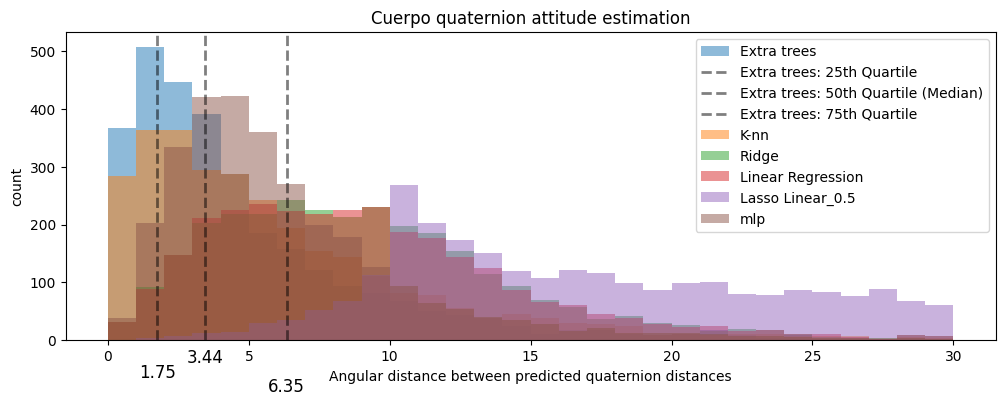 Cuerpo quaternion attitude estimation
count
500
400
300
200
100
0
Extra trees
Extra trees: 25th Quartile
Extra trees: 50th Quartile (Median)
Extra trees: 75th Quartile
K-nn
Ridge
Linear Regression
Lasso Linear_0.5
mlp
0 5 10 15 20 25 30
3.44
1.75
6.35
Angular distance between predicted quaternion distances